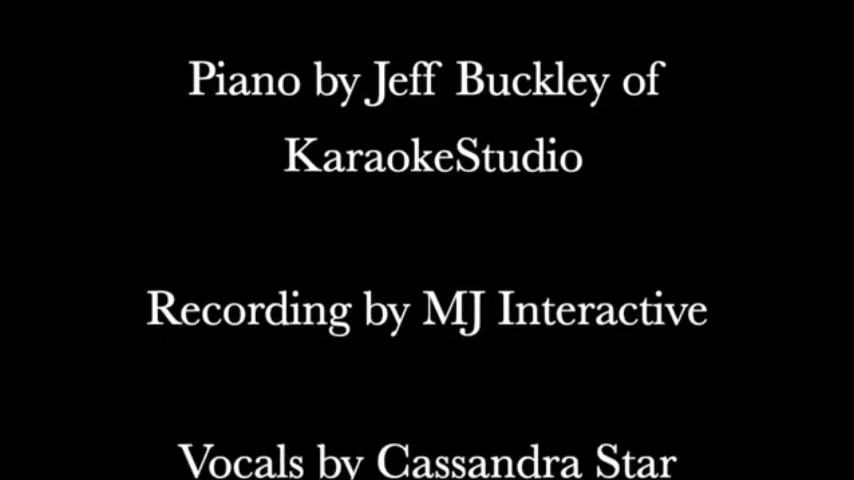 Piano by Jeff Buckley of
KaraokeStudio
Recording by MJ Interactive
Vocals by Cassandra Star